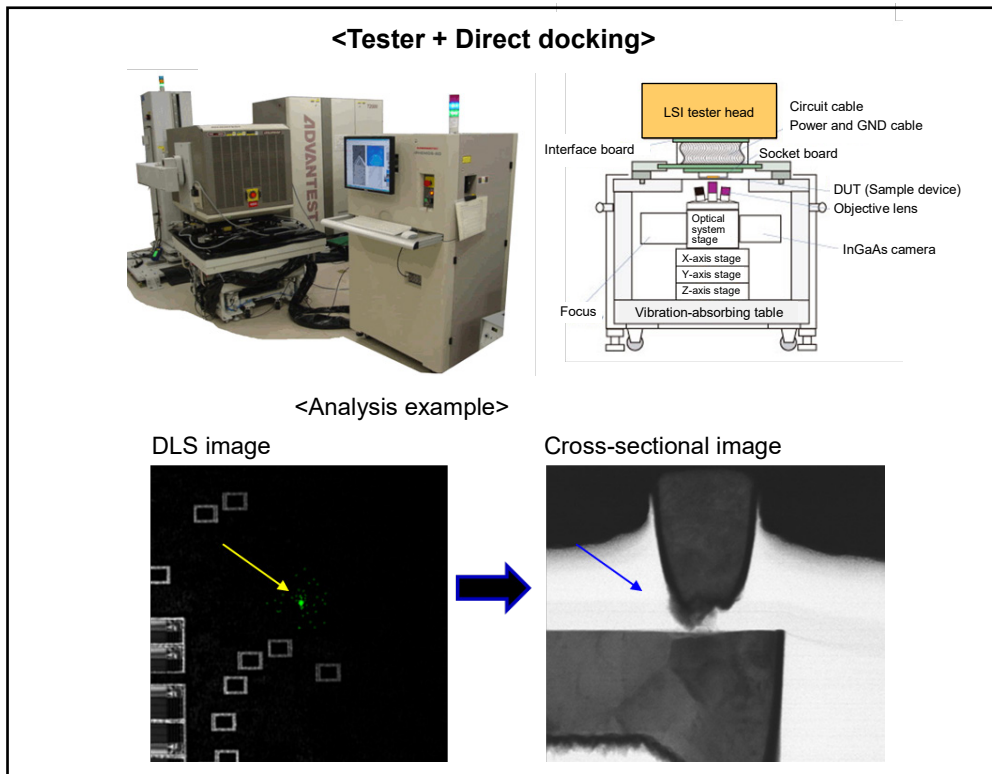 <Tester + Direct docking>
ADVANTEST
LSI tester head
Circuit cable
Power and GND cable
Interface board
Socket board
DUT (Sample device)
Objective lens
Optical
system
stage
InGaAs camera
X-axis stage
Y-axis stage
Z-axis stage
Focus
Vibration-absorbing table
<Analysis example>
DLS image
Cross-sectional image